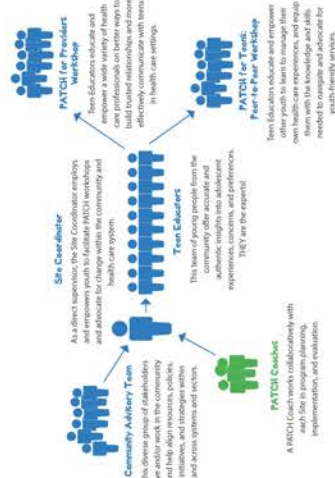 Community Advisory Team
his diverse group of stakeholders
ve and/or work in the community
nd help align resources, policies,
initiatives, and strategies within
and across systems and sectors.
PATCH Coaches
A PATCH Coach works collaboratively with
each Site in program planning,
implementation, and evaluation.
Site Coordinator
As a direct supervisor, the Site Coordinator employs
and empowers youth to facilitate PATCH workshops
and advocate for change within the community and
health care system.
Teen Educators
This team of young people from the
community offer accurate and
authentic insights into adolescent
experiences, concerns, and preferences.
THEY are the experts!
PATCH for Providers
Workshop
Teen Educators educate and
empower a wide variety of health
care professionals on better ways to
build trusted relationships and more
effectively communicate with teens
in health care settings.
PATCH for Teens:
Peer-to-Peer Workshop
Teen Educators educate and empower
other youth to learn to manage their
own health care experiences, and equip
them with the knowledge and skills
needed to navigate and advocate for
youth-friendly services.